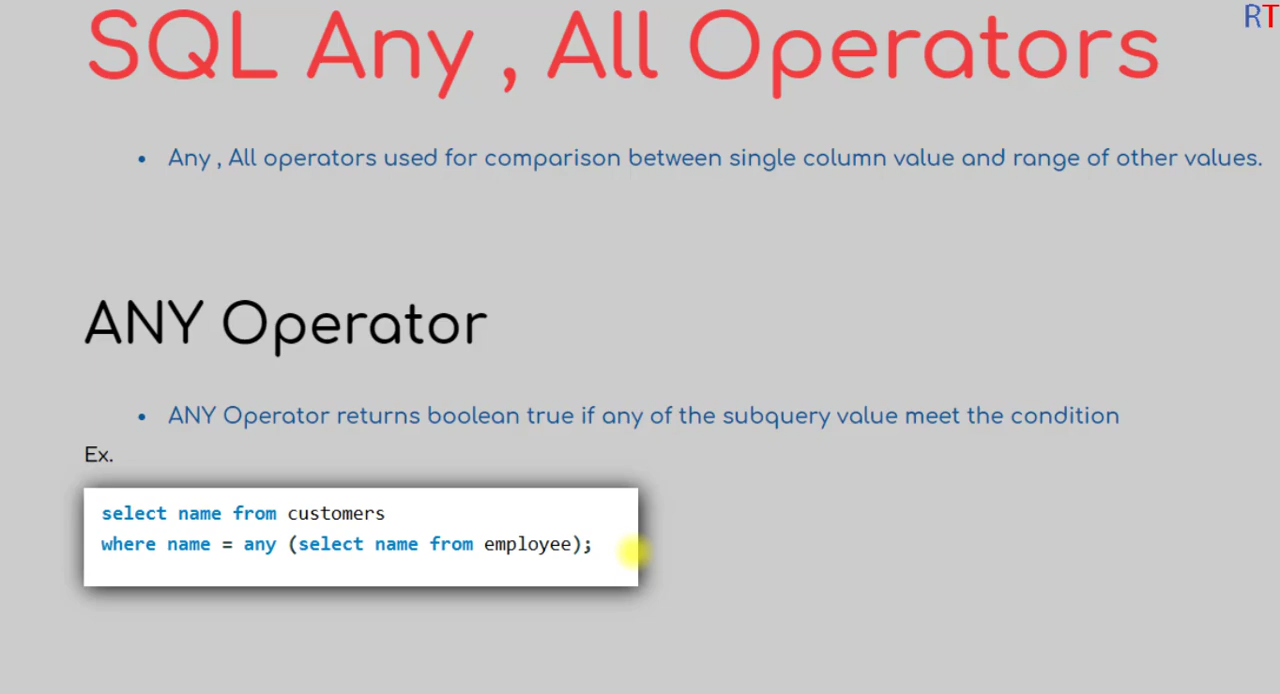 RT
SQL Any , All Operators
• Any , All operators used for comparison between single column value and range of other values.
ANY Operator
• ANY Operator returns boolean true if any of the subquery value meet the condition
Ex.
select name from customers
where name = any (select name from employee);